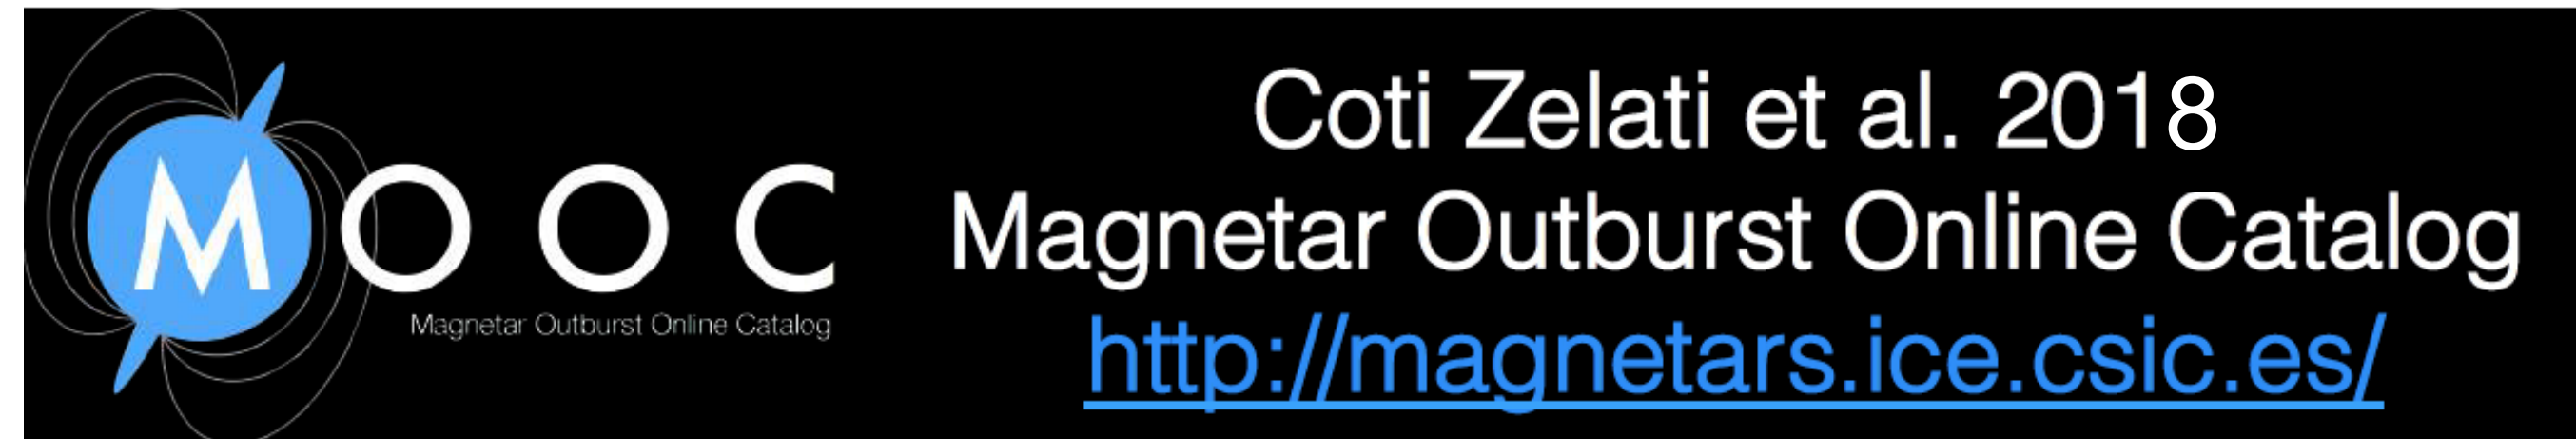 MOOC
Magnetar Outburst Online Catalog
Coti Zelati et al. 2018
Magnetar Outburst Online Catalog
http://magnetars.ice.csic.es/